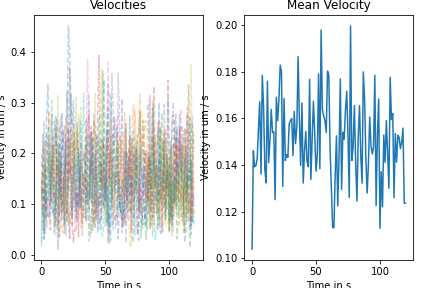 Velocities
Mean Velocity
Velocity in um / s
0.4
0.3
0.2
0.1
0.0
0
50
100
Time in s
Velocity in um / s
0.20
0.18
0.16
0.14
0.12
0.10
0
50
100
Time in s